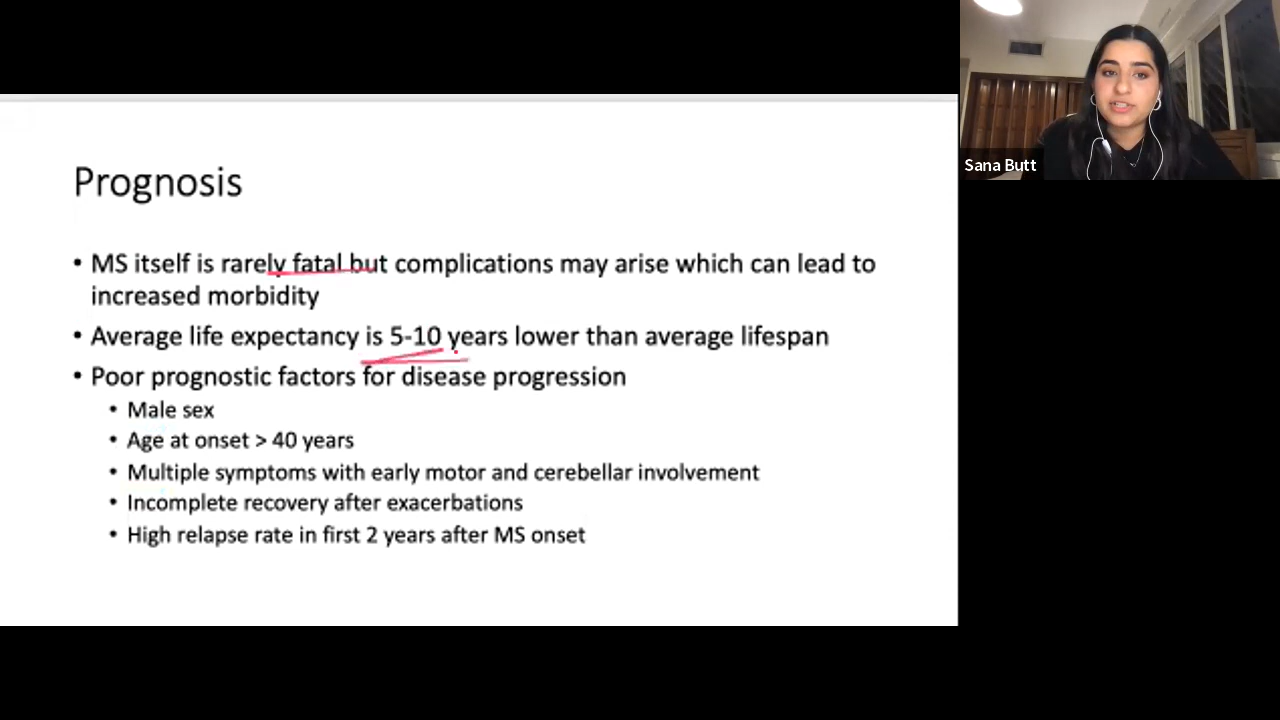 Prognosis
• MS itself is rarely fatal but complications may arise which can lead to
increased morbidity
• Average life expectancy is 5-10 years lower than average lifespan
• Poor prognostic factors for disease progression
• Male sex
• Age at onset > 40 years
• Multiple symptoms with early motor and cerebellar involvement
• Incomplete recovery after exacerbations
• High relapse rate in first 2 years after MS onset
Sana Butt